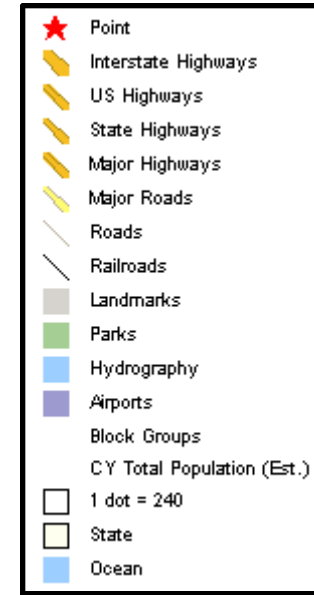 Point
Interstate Highways
US Highways
State Highways
Major Highways
Major Roads
Roads
Railroads
Landmarks
Parks
Hydrography
Airports
Block Groups
CY Total Population (Est.)
1 dot = 240
State
Ocean